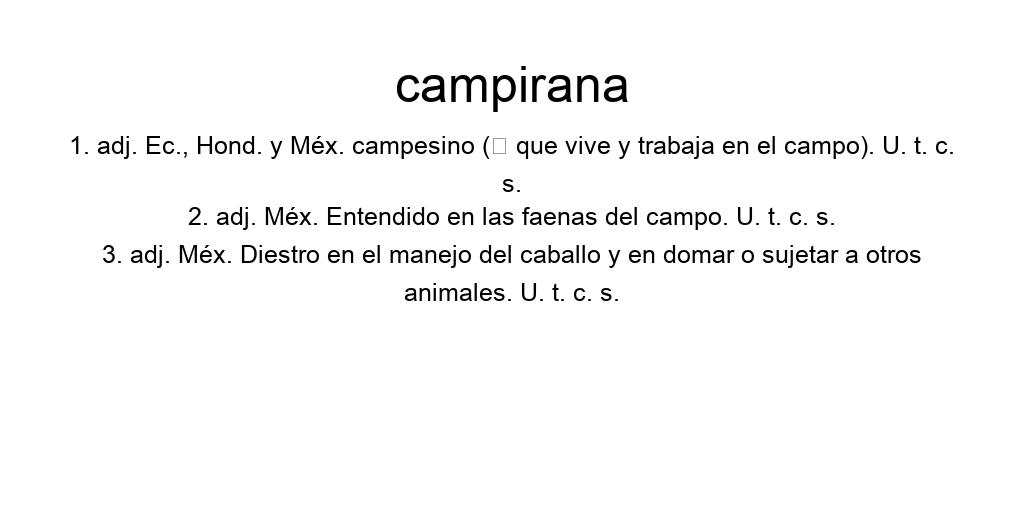 campirana
1. adj. Ec., Hond. y Méx. campesino (▯ que vive y trabaja en el campo). U. t. c.
s.
2. adj. Méx. Entendido en las faenas del campo. U. t. c. s.
3. adj. Méx. Diestro en el manejo del caballo y en domar o sujetar a otros
animales. U. t. c. s.